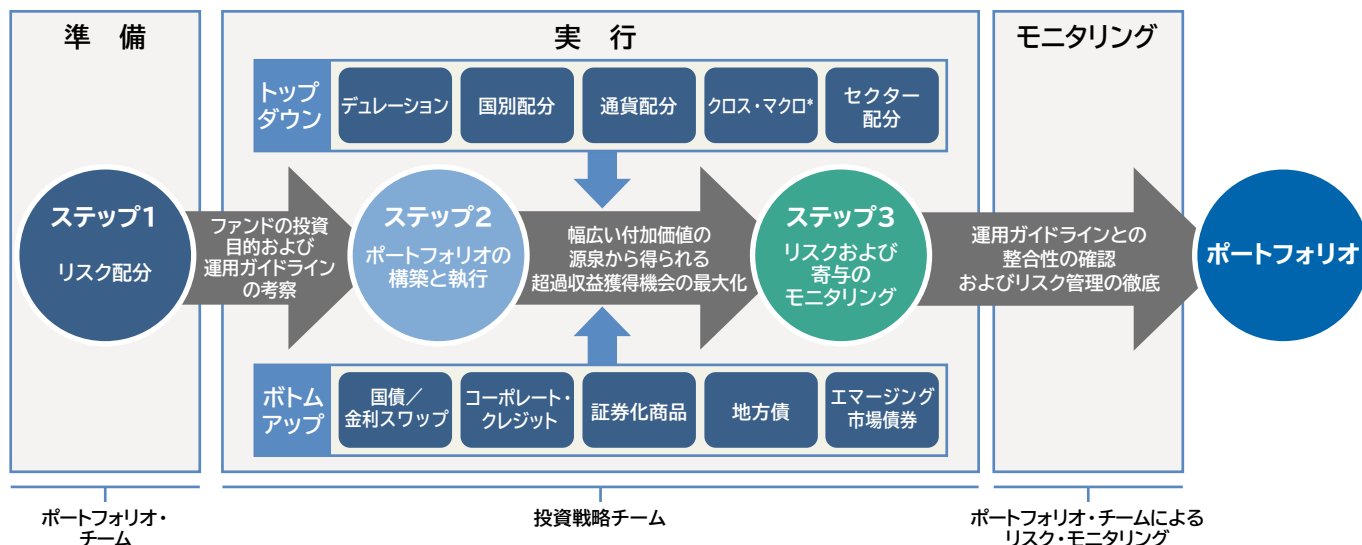 準 備
実 行
モニタリング
トップ
ダウン
デュレーション
国別配分
通貨配分
クロス・マクロ*
セクター
配分
ステップ1
リスク配分
ファンドの投資
目的および
運用ガイドライン
の考察
ステップ2
ポートフォリオの
構築と執行
幅広い付加価値の
源泉から得られる
超過収益獲得機会の最大化
ステップ3
リスクおよび
寄与の
モニタリング
運用ガイドラインとの
整合性の確認
およびリスク管理の徹底
ポートフォリオ
ボトム
アップ
国債／
金利スワップ
コーポレート・
クレジット
証券化商品
地方債
エマージング
市場債券
ポートフォリオ・
チーム
投資戦略チーム
ポートフォリオ・チームによる
リスク・モニタリング